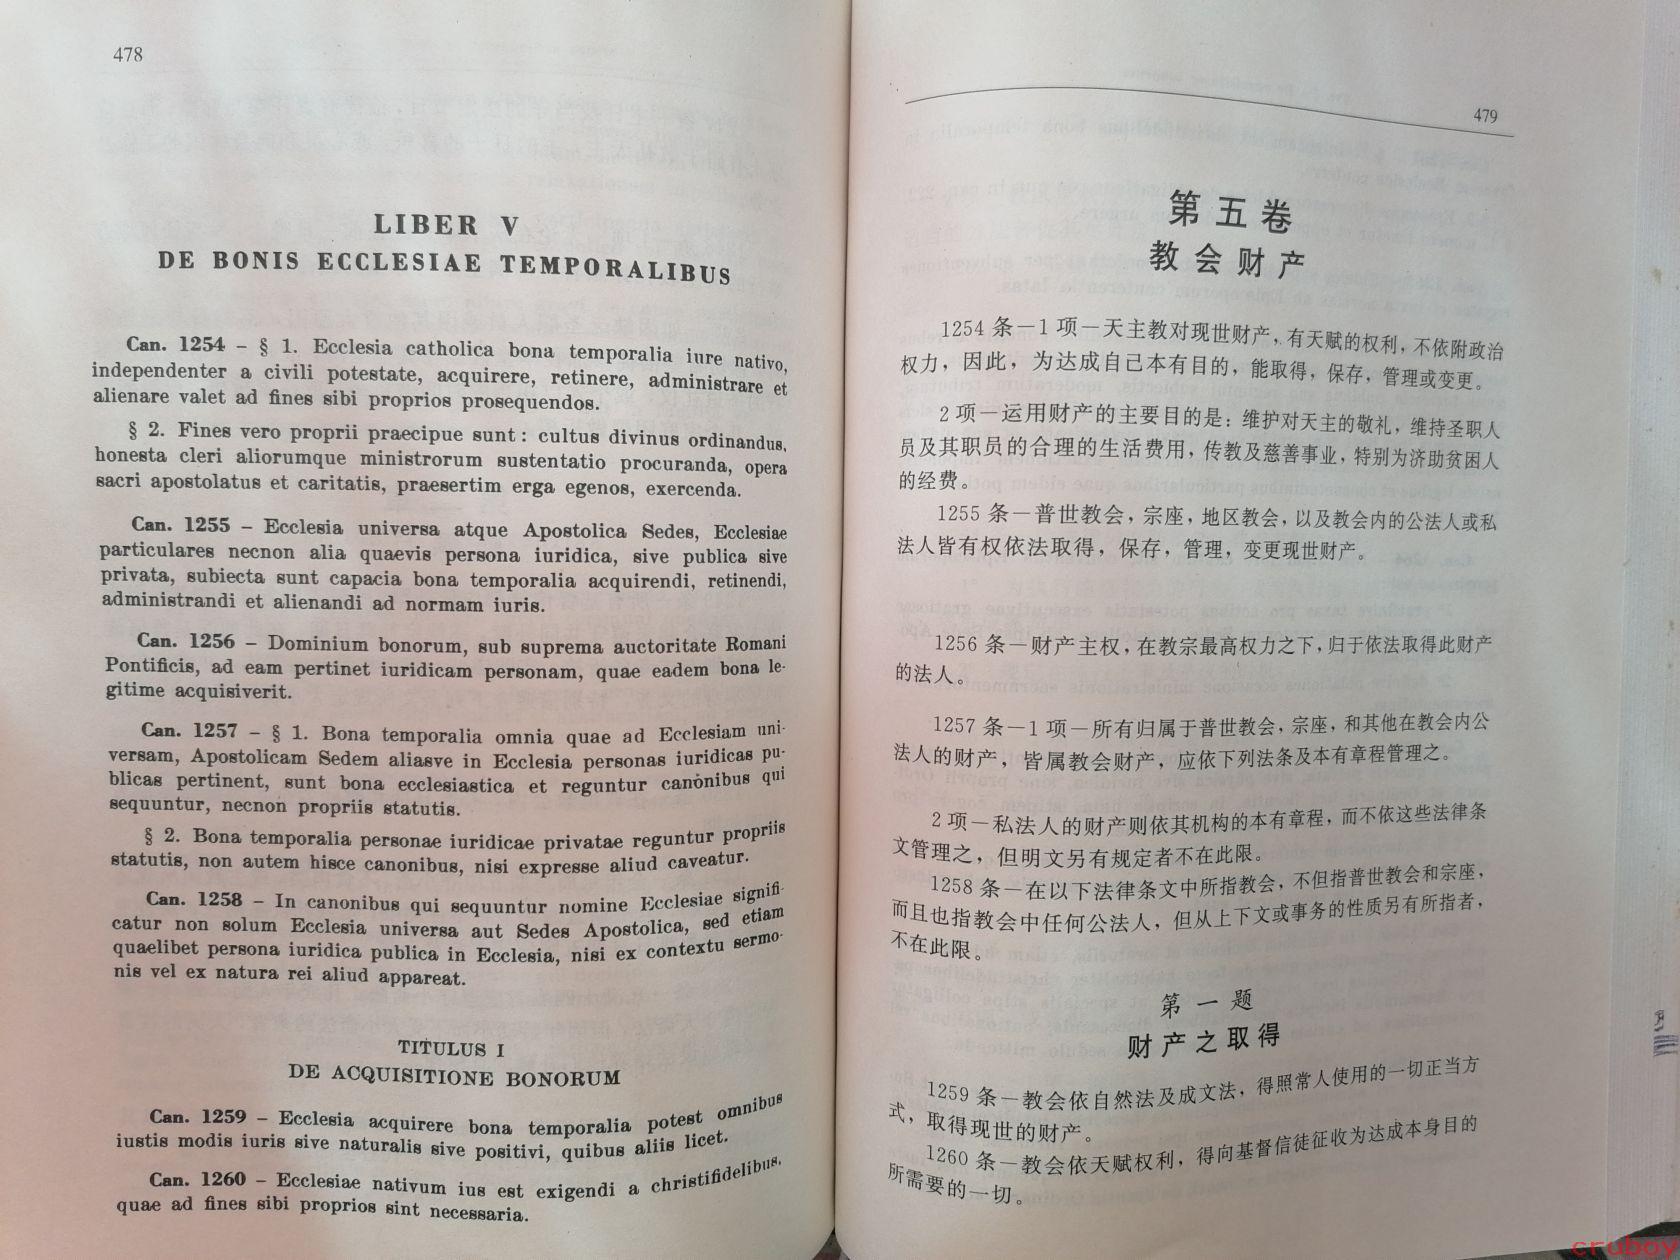 478
LIBER V
DE BONIS ECCLESIAE TEMPORALIBUS
Can. 1254 – § 1. Ecclesia catholica bona temporalia iure nativo,
independenter a civili potestate, acquirere, retinere, administrare et
alienare valet ad fines sibi proprios prosequendos.
§ 2. Fines vero proprii praecipue sunt: cultus divinus ordinandus,
honesta cleri aliorumque ministrorum sustentatio procuranda, opera
sacri apostolatus et caritatis, praesertim erga egenos, exercenda.
Can. 1255 – Ecclesia universa atque Apostolica Sedes, Ecclesiae
particulares necnon alia quaevis persona iuridica, sive publica sive
privata, subiecta sunt capacia bona temporalia acquirendi, retinendi,
administrandi et alienandi ad normam iuris.
Can. 1256 – Dominium bonorum, sub suprema auctoritate Romani
Pontificis, ad eam pertinet iuridicam personam, quae eadem bona le-
gitime acquisiverit.
Can. 1257 – § 1. Bona temporalia omnia quae ad Ecclesiam uni-
versam, Apostolicam Sedem aliasve in Ecclesia personas iuridicas pu-
blicas pertinent, sunt bona ecclesiastica et reguntur canonibus qui
sequuntur, necnon propriis statutis.
§ 2. Bona temporalia personae iuridicae privatae reguntur propriis
statutis, non autem hisce canonibus, nisi expresse aliud caveatur.
Can. 1258 – In canonibus qui sequuntur nomine Ecclesiae signifi-
catur non solum Ecclesia universa aut Sedes Apostolica, sed etiam
quaelibet persona iuridica publica in Ecclesia, nisi ex contextu sermo-
nis vel ex natura rei aliud appareat.
TITULUS I
DE ACQUISITIONE BONORUM
Can. 1259 – Ecclesia acquirere bona temporalia potest omnibus
iustis modis iuris sive naturalis sive positivi, quibus aliis licet.
Can. 1260 – Ecclesiae nativum ius est exigendi a christifidelibus,
quae ad fines sibi proprios sint necessaria.
479
第五卷
教会财产
1254 条－1 项－天主教对现世财产，有天赋的权利，不依附政治
权力，因此，为达成自己本有目的，能取得，保存，管理或变更。
2 项－运用财产的主要目的是：维护对天主的敬礼，维持圣职人
员及其职员的合理的生活费用，传教及慈善事业，特别为济助贫困人
的经费。
1255 条－普世教会，宗座，地区教会，以及教会内的公法人或私
法人皆有权依法取得，保存，管理，变更现世财产。
1256 条－财产主权，在教宗最高权力之下，归于依法取得此财产
的法人。
1257 条－1 项－所有归属于普世教会，宗座，和其他在教会内公
法人的财产，皆属教会财产，应依下列法条及本有章程管理之。
2 项－私法人的财产则依其机构的本有章程，而不依这些法律条
文管理之，但明文另有规定者不在此限。
1258 条－在以下法律条文中所指教会，不但指普世教会和宗座，
而且也指教会中任何公法人，但从上下文或事务的性质另有所指者，
不在此限。
第一题
财产之取得
1259 条－教会依自然法及成文法，得照常人使用的一切正当方
式，取得现世的财产。
1260 条－教会依天赋权利，得向基督信徒征收为达成本身目的
所需要的一切。
cruboy